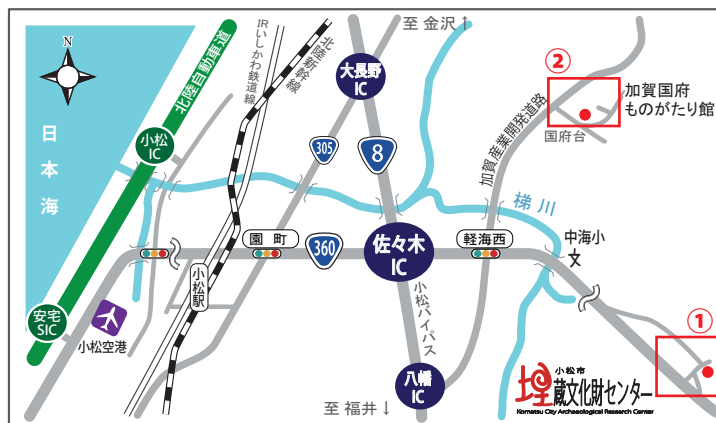 至 金沢↑
N
IRいしかわ鉄道線
北陸新幹線
北陸自動車道
大長野
IC
②
加賀国府
ものがたり館
国府台
日本海
小松
IC
305
8
加賀産業開発道路
梯川
園町
360
佐々木
IC
軽海西
中海小
文
小松駅
安宅
SIC
小松空港
小松バイパス
①
八幡
IC
至 福井↓
小松市
埋蔵文化財センター
Komatsu City Archaeological Research Center